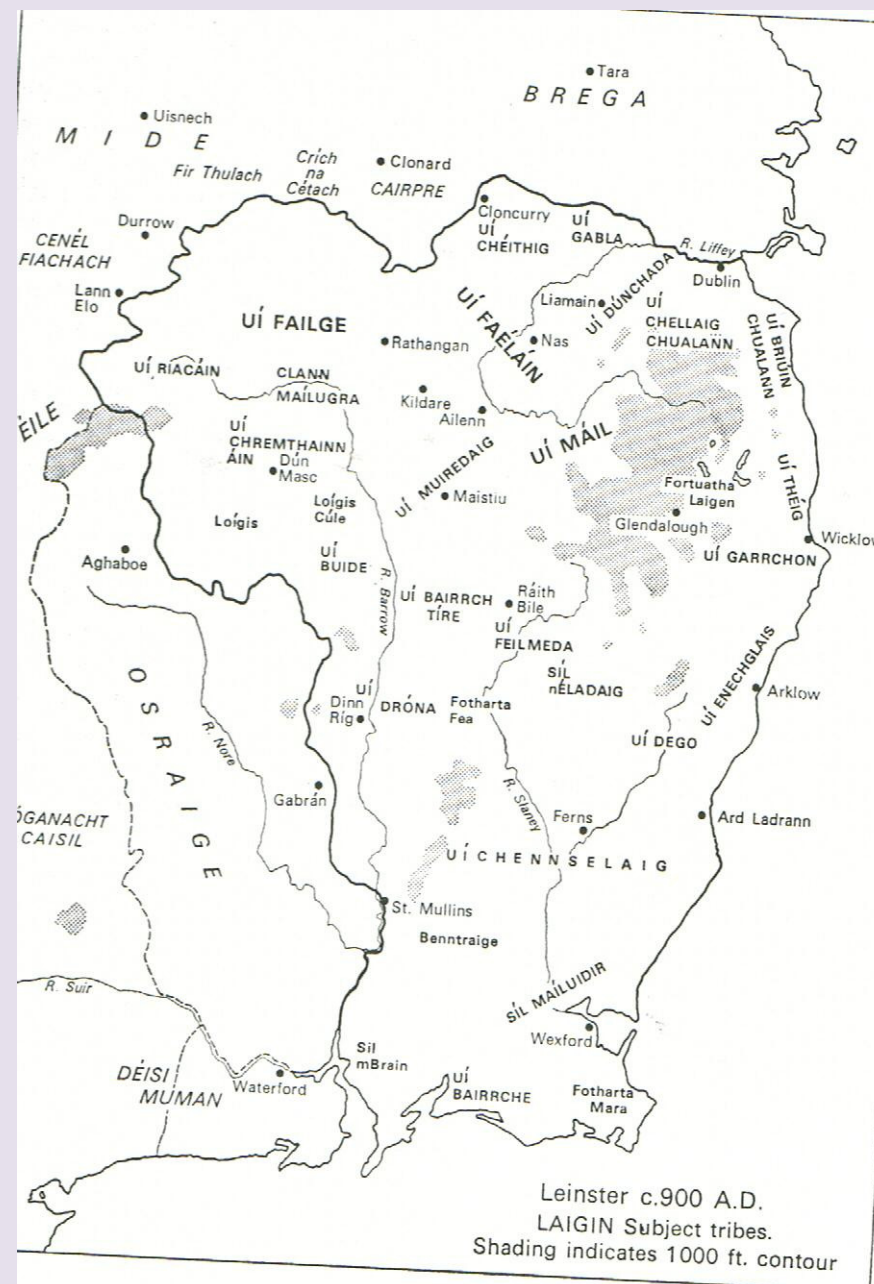 Tara
BREGA
Uisnech
MIDE
Fir Thulach
Crích
na
Cétach
Clonard
CAIRPRE
Durrow
CENÉL
FIACHACH
Lann
Elo
Cloncurry
UÍ
CHÉITHIG
UÍ
GABLA
R. Liffey
Dublin
UÍ DÚNCHADA
Liamain
UÍ
CHELLAIG
CHUALANN
UÍ BRIÚIN
CHUALANN
UÍ FAILGE
UÍ FAÉLÁIN
Nas
Rathangan
UÍ RIACÁIN
CLANN
MAÍLUGRA
Kildare
Ailenn
ÉILE
UÍ
CHREMTHAINN
ÁIN
Dún
Masc
UÍ MÁIL
UÍ MUIREDAIG
Maistiu
UÍ THÉIG
Fortuatha
Laigen
Glendalough
Loígis
Loígis
Cúle
Wicklow
UÍ GARRCHON
Aghaboe
UÍ
BUIDE
R. Barrow
UÍ BAIRRCH
TÍRE
Ráith
Bile
UÍ
FEILMEDA
SÍL
nÉLADAIG
UÍ ENECHGLAIS
Arklow
OSRAIGE
R. Nore
UÍ
DRÓNA
Dinn
Ríg
Fotharta
Fea
UÍ DEGO
Gabrán
R. Slaney
Ferns
Ard Ladrann
ÓGANACHT
CAISIL
UÍ CHENNSELAIG
St. Mullins
Benntraige
R. Suir
SÍL MAÍLUIDIR
Wexford
Síl
mBrain
DÉISI
MUMAN
Waterford
UÍ
BAIRRCHE
Fotharta
Mara
Leinster c.900 A.D.
LAIGIN Subject tribes.
Shading indicates 1000 ft. contour